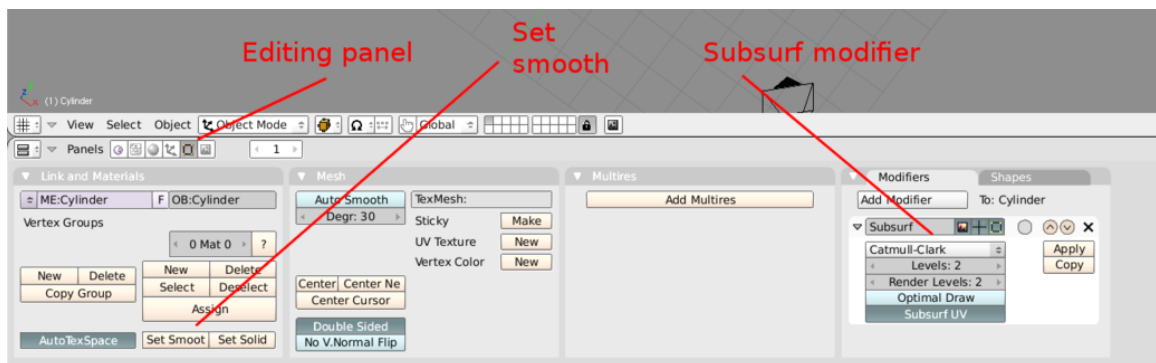 Editing panel
Set
smooth
Subsurf modifier
z
x
(1) Cylinder
View Select Object Object Mode Global
Panels 1
Link and Materials
ME:Cylinder F OB:Cylinder
Vertex Groups
0 Mat 0 ?
New Delete
Copy Group
New Delete
Select Deselect
Assign
AutoTexSpace Set Smoot Set Solid
Mesh
Auto Smooth
Degr: 30
TexMesh:
Sticky Make
UV Texture New
Vertex Color New
Center Center Ne
Center Cursor
Double Sided
No V.Normal Flip
Multires
Add Multires
Modifiers Shapes
Add Modifier To: Cylinder
Subsurf
Catmull-Clark
Levels: 2
Render Levels: 2
Optimal Draw
Subsurf UV
Apply
Copy